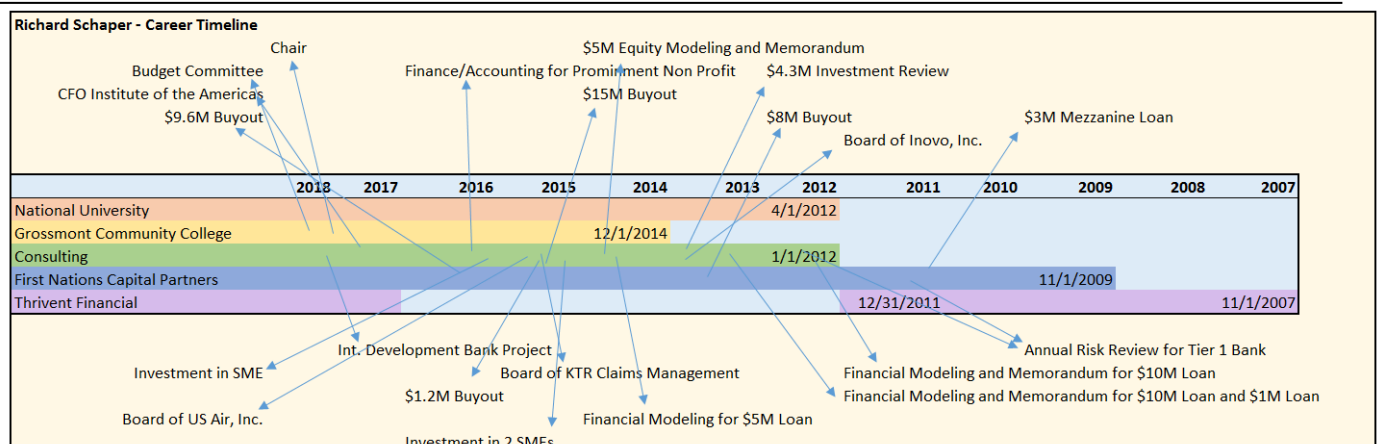 Richard Schaper - Career Timeline
Chair
$5M Equity Modeling and Memorandum
Budget Committee
Finance/Accounting for Prominment Non Profit
$4.3M Investment Review
CFO Institute of the Americas
$15M Buyout
$9.6M Buyout
$8M Buyout
$3M Mezzanine Loan
Board of Inovo, Inc.
2018 2017 2016 2015 2014 2013 2012 2011 2010 2009 2008 2007
National University 4/1/2012
Grossmont Community College 12/1/2014
Consulting 1/1/2012
First Nations Capital Partners 11/1/2009
Thrivent Financial 12/31/2011 11/1/2007
Int. Development Bank Project
Annual Risk Review for Tier 1 Bank
Investment in SME
Board of KTR Claims Management
Financial Modeling and Memorandum for $10M Loan
$1.2M Buyout
Financial Modeling and Memorandum for $10M Loan and $1M Loan
Board of US Air, Inc.
Financial Modeling for $5M Loan
Investment in 2 SMEs